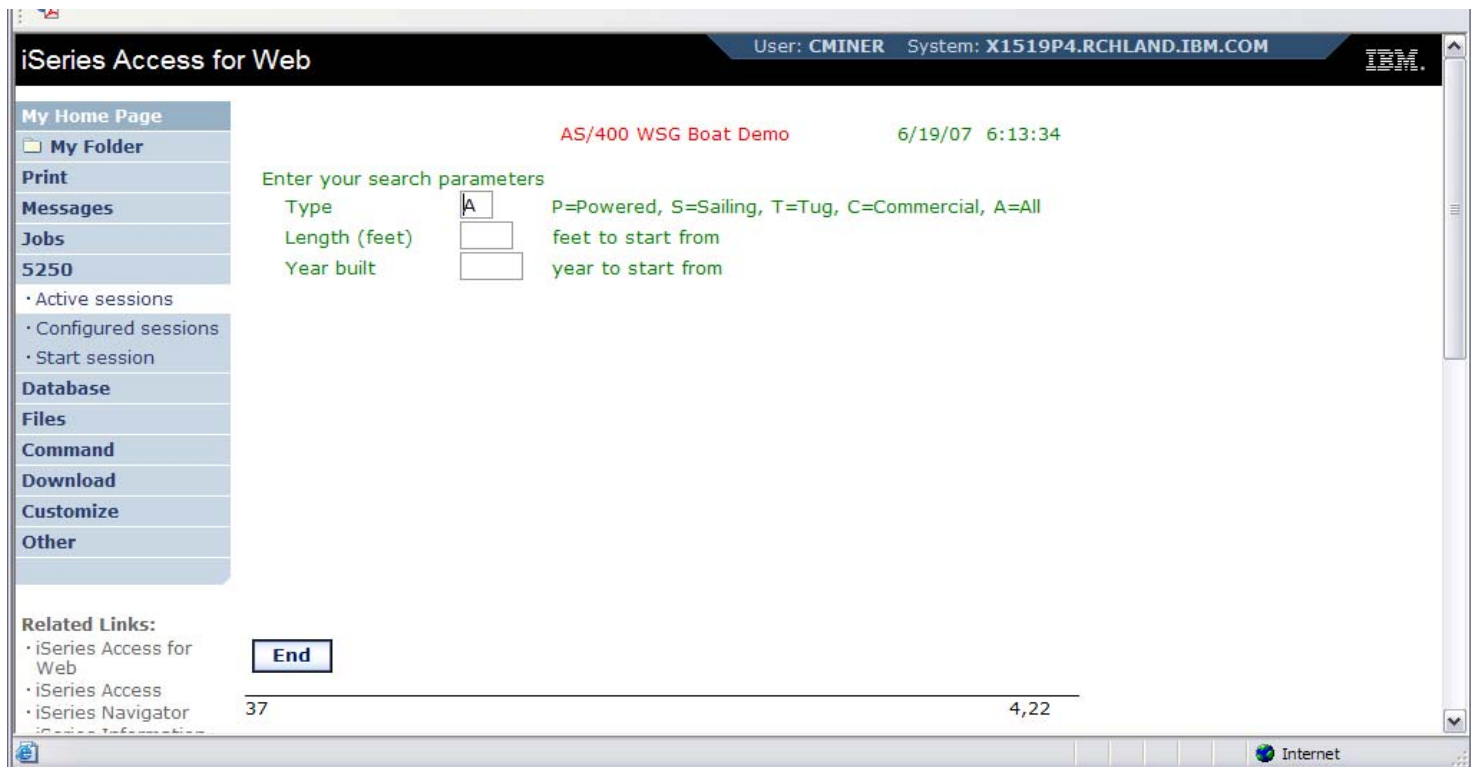 iSeries Access for Web
User: CMINER System: X1519P4.RCHLAND.IBM.COM
IBM.
My Home Page
My Folder
Print
Messages
Jobs
5250
· Active sessions
· Configured sessions
· Start session
Database
Files
Command
Download
Customize
Other
Related Links:
· iSeries Access for
Web
· iSeries Access
· iSeries Navigator
iSeries Information
AS/400 WSG Boat Demo 6/19/07 6:13:34
Enter your search parameters
Type A P=Powered, S=Sailing, T=Tug, C=Commercial, A=All
Length (feet) feet to start from
Year built year to start from
End
37 4,22
Internet